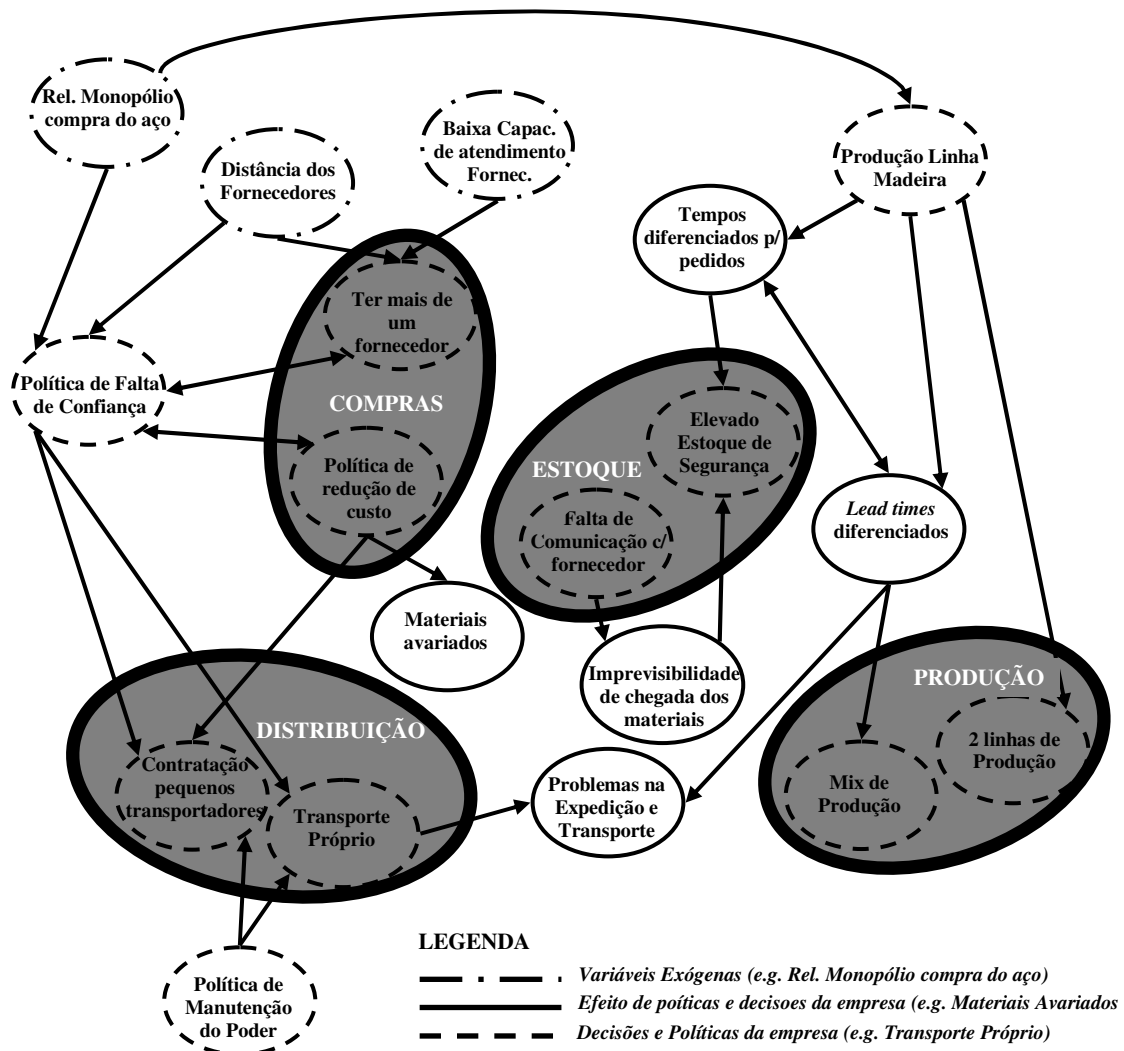 Rel. Monopólio
compra do aço
Distância dos
Fornecedores
Baixa Capac.
de atendimento
Fornec.
Produção Linha
Madeira
Tempos
diferenciados p/
pedidos
Ter mais de
um
fornecedor
Política de Falta
de Confiança
COMPRAS
Política de
redução de
custo
ESTOQUE
Elevado
Estoque de
Segurança
Falta de
Comunicação c/
fornecedor
Lead times
diferenciados
Materiais
avariados
Imprevisibilidade
de chegada dos
materiais
PRODUÇÃO
2 linhas de
Produção
Mix de
Produção
DISTRIBUIÇÃO
Contratação
pequenos
transportadores
Transporte
Próprio
Problemas na
Expedição e
Transporte
Política de
Manutenção
do Poder
LEGENDA
Variáveis Exógenas (e.g. Rel. Monopólio compra do aço)
Efeito de poíticas e decisoes da empresa (e.g. Materiais Avariados
Decisões e Políticas da empresa (e.g. Transporte Próprio)